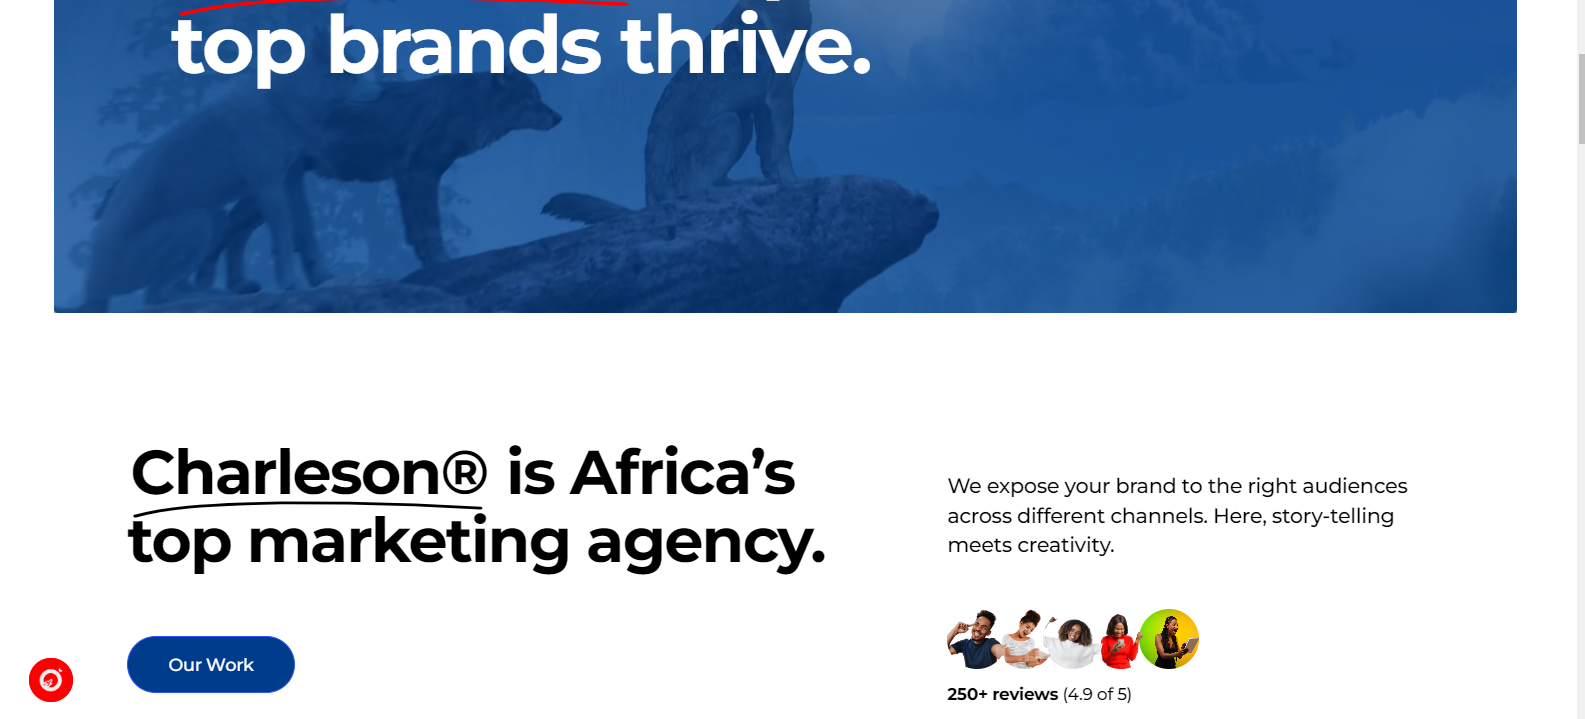 top brands thrive.
Charleson® is Africa’s
top marketing agency.
We expose your brand to the right audiences
across different channels. Here, story-telling
meets creativity.
Our Work
250+ reviews (4.9 of 5)